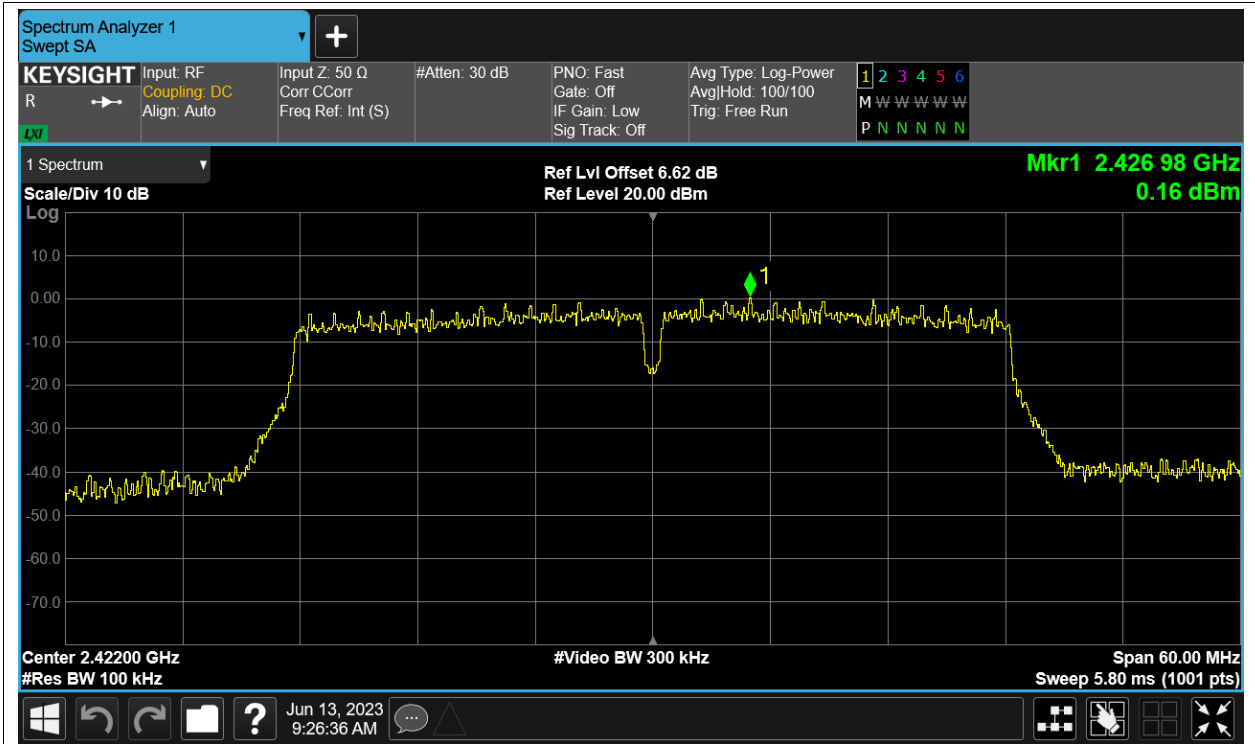 Spectrum Analyzer 1
Swept SA
KEYSIGHT
R
LXI
Input: RF
Coupling: DC
Align: Auto
Input Z: 50 Ω
Corr CCorr
Freq Ref: Int (S)
#Atten: 30 dB
PNO: Fast
Gate: Off
IF Gain: Low
Sig Track: Off
Avg Type: Log-Power
Avg|Hold: 100/100
Trig: Free Run
1 2 3 4 5 6
M W W W W W
P N N N N N
1 Spectrum
Scale/Div 10 dB
Ref Lvl Offset 6.62 dB
Ref Level 20.00 dBm
Mkr1 2.426 98 GHz
0.16 dBm
Log
10.0
0.00
-10.0
-20.0
-30.0
-40.0
-50.0
-60.0
-70.0
1
Center 2.42200 GHz
#Res BW 100 kHz
#Video BW 300 kHz
Span 60.00 MHz
Sweep 5.80 ms (1001 pts)
?
Jun 13, 2023
9:26:36 AM